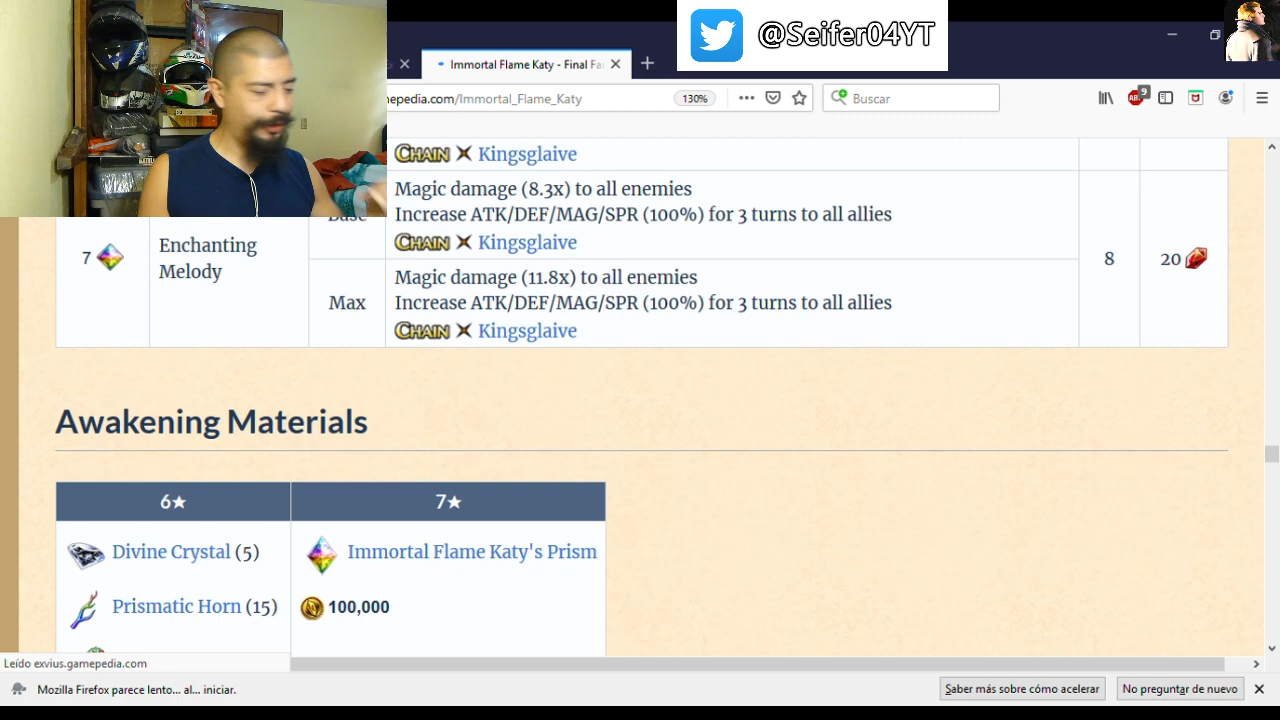 @Seifer04YT
Immortal Flame Katy - Final Fa
nepedia.com/Immortal_Flame_Katy
130%
Buscar
9
CHAIN Kingsglaive
Magic damage (8.3x) to all enemies
Increase ATK/DEF/MAG/SPR (100%) for 3 turns to all allies
CHAIN Kingsglaive
Base
7
Enchanting
Melody
8
20
Max
Magic damage (11.8x) to all enemies
Increase ATK/DEF/MAG/SPR (100%) for 3 turns to all allies
CHAIN Kingsglaive
Awakening Materials
6★
7★
Divine Crystal (5)
Immortal Flame Katy's Prism
Prismatic Horn (15)
100,000
Leído exvius.gamepedia.com
Mozilla Firefox parece lento... al... iniciar.
Saber más sobre cómo acelerar
No preguntar de nuevo